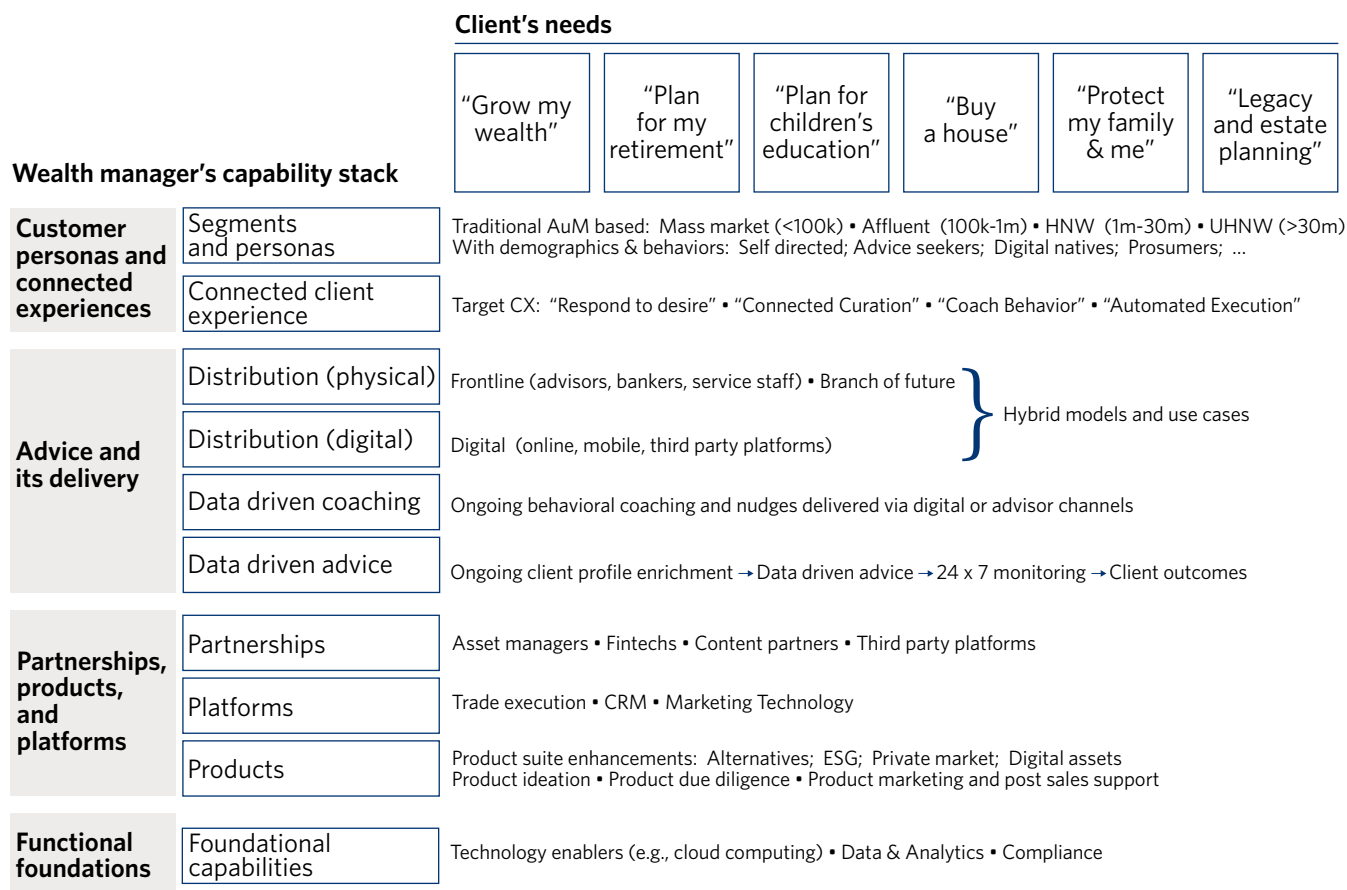 Client’s needs
“Grow my
wealth”
“Plan
for my
retirement”
“Plan for
children’s
education”
“Buy
a house”
“Protect
my family
& me”
“Legacy
and estate
planning”
Wealth manager’s capability stack
Customer
personas and
connected
experiences
Segments
and personas
Traditional AuM based: Mass market (<100k) ▪ Affluent (100k-1m) ▪ HNW (1m-30m) ▪ UHNW (>30m)
With demographics & behaviors: Self directed; Advice seekers; Digital natives; Prosumers; ...
Connected client
experience
Target CX: “Respond to desire” ▪ “Connected Curation” ▪ “Coach Behavior” ▪ “Automated Execution”
Advice and
its delivery
Distribution (physical)
Frontline (advisors, bankers, service staff) ▪ Branch of future
Distribution (digital)
Digital (online, mobile, third party platforms)
} Hybrid models and use cases
Data driven coaching
Ongoing behavioral coaching and nudges delivered via digital or advisor channels
Data driven advice
Ongoing client profile enrichment → Data driven advice → 24 x 7 monitoring → Client outcomes
Partnerships,
products,
and
platforms
Partnerships
Asset managers ▪ Fintechs ▪ Content partners ▪ Third party platforms
Platforms
Trade execution ▪ CRM ▪ Marketing Technology
Products
Product suite enhancements: Alternatives; ESG; Private market; Digital assets
Product ideation ▪ Product due diligence ▪ Product marketing and post sales support
Functional
foundations
Foundational
capabilities
Technology enablers (e.g., cloud computing) ▪ Data & Analytics ▪ Compliance